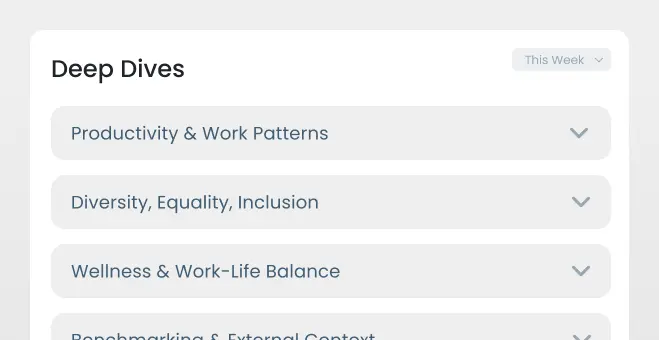 Deep Dives
This Week
Productivity & Work Patterns
Diversity, Equality, Inclusion
Wellness & Work-Life Balance
Benchmarking & External Context